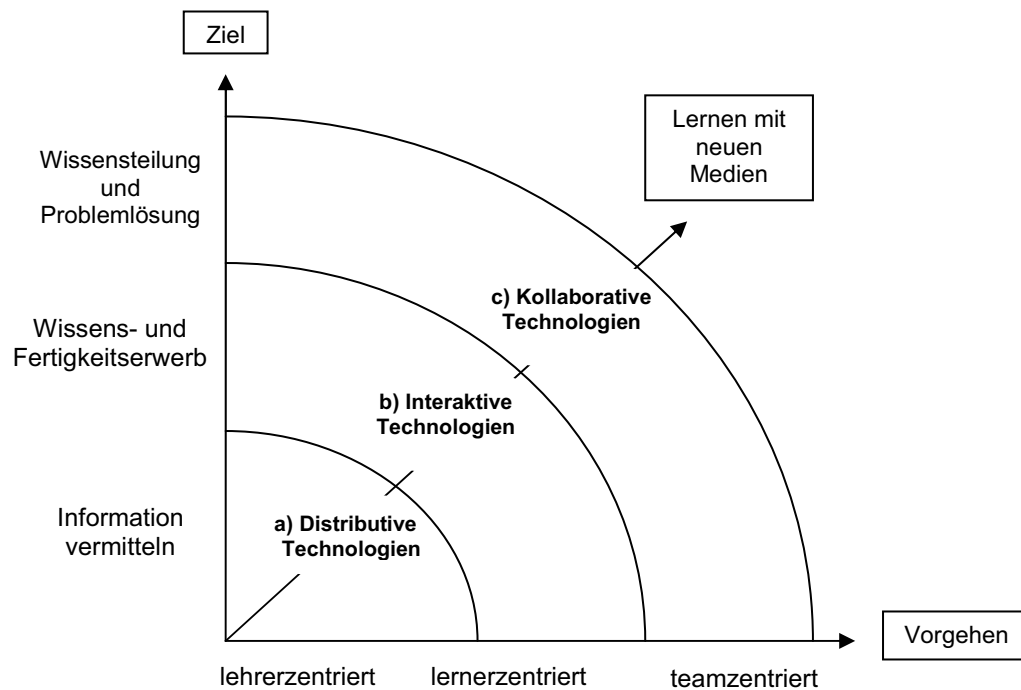 Ziel
Lernen mit
neuen
Medien
Wissensteilung
und
Problemlösung
c) Kollaborative
Technologien
Wissens- und
Fertigkeitserwerb
b) Interaktive
Technologien
Information
vermitteln
a) Distributive
Technologien
Vorgehen
lehrerzentriert
lernerzentriert
teamzentriert